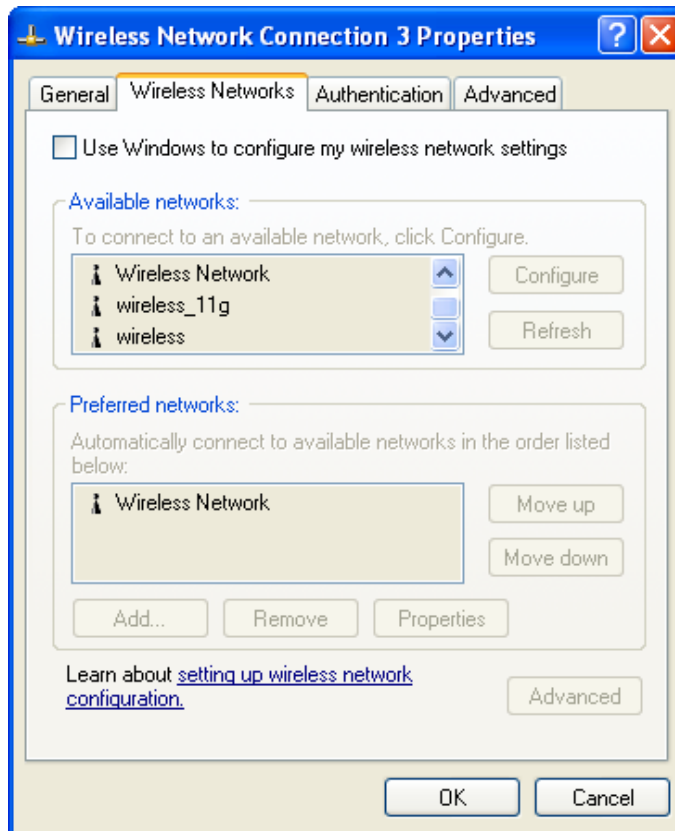 Wireless Network Connection 3 Properties
General Wireless Networks Authentication Advanced
Use Windows to configure my wireless network settings
Available networks:
To connect to an available network, click Configure.
Wireless Network
wireless_11g
wireless
Configure
Refresh
Preferred networks:
Automatically connect to available networks in the order listed
below:
Wireless Network
Move up
Move down
Add... Remove Properties
Learn about setting up wireless network
configuration.
Advanced
OK Cancel